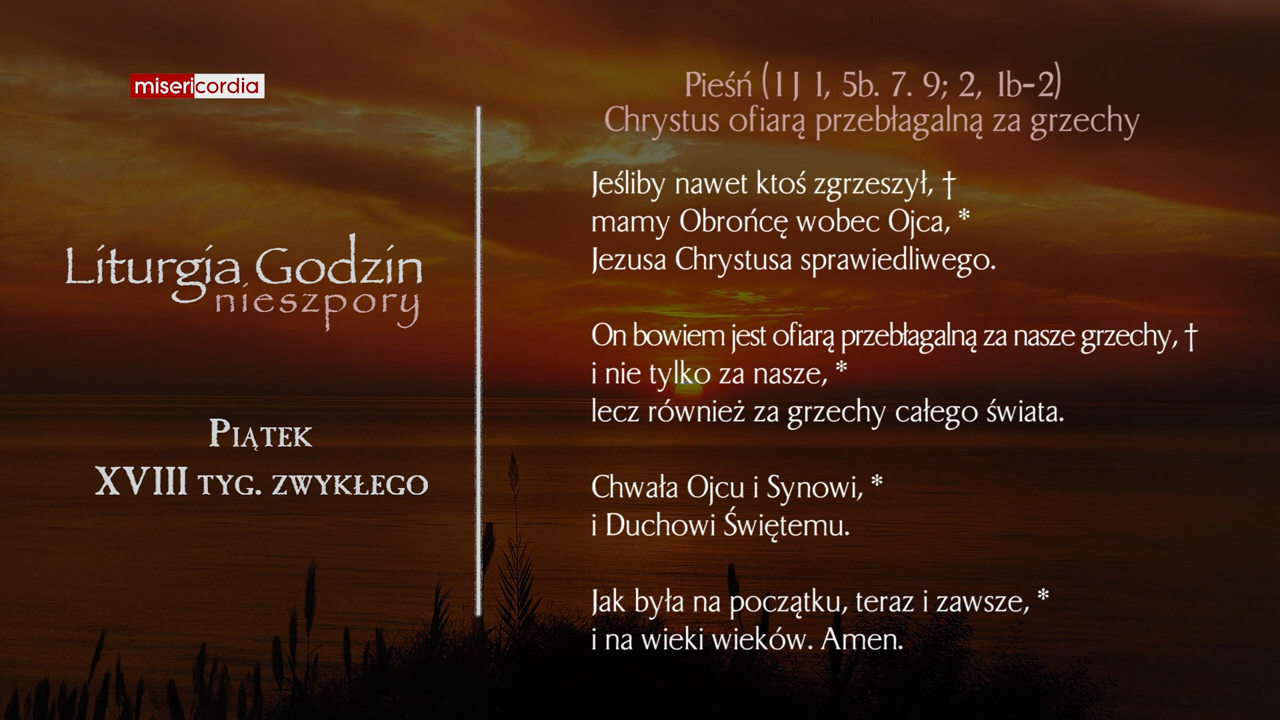 misericordia
Liturgia Godzin
nieszpory
Piątek
XVIII tyg. zwykłego
Pieśń (1 J 1, 5b. 7. 9; 2, 1b-2)
Chrystus ofiarą przebłagalną za grzechy
Jeśliby nawet ktoś zgrzeszył, †
mamy Obrońcę wobec Ojca, *
Jezusa Chrystusa sprawiedliwego.
On bowiem jest ofiarą przebłagalną za nasze grzechy, †
i nie tylko za nasze, *
lecz również za grzechy całego świata.
Chwała Ojcu i Synowi, *
i Duchowi Świętemu.
Jak była na początku, teraz i zawsze, *
i na wieki wieków. Amen.